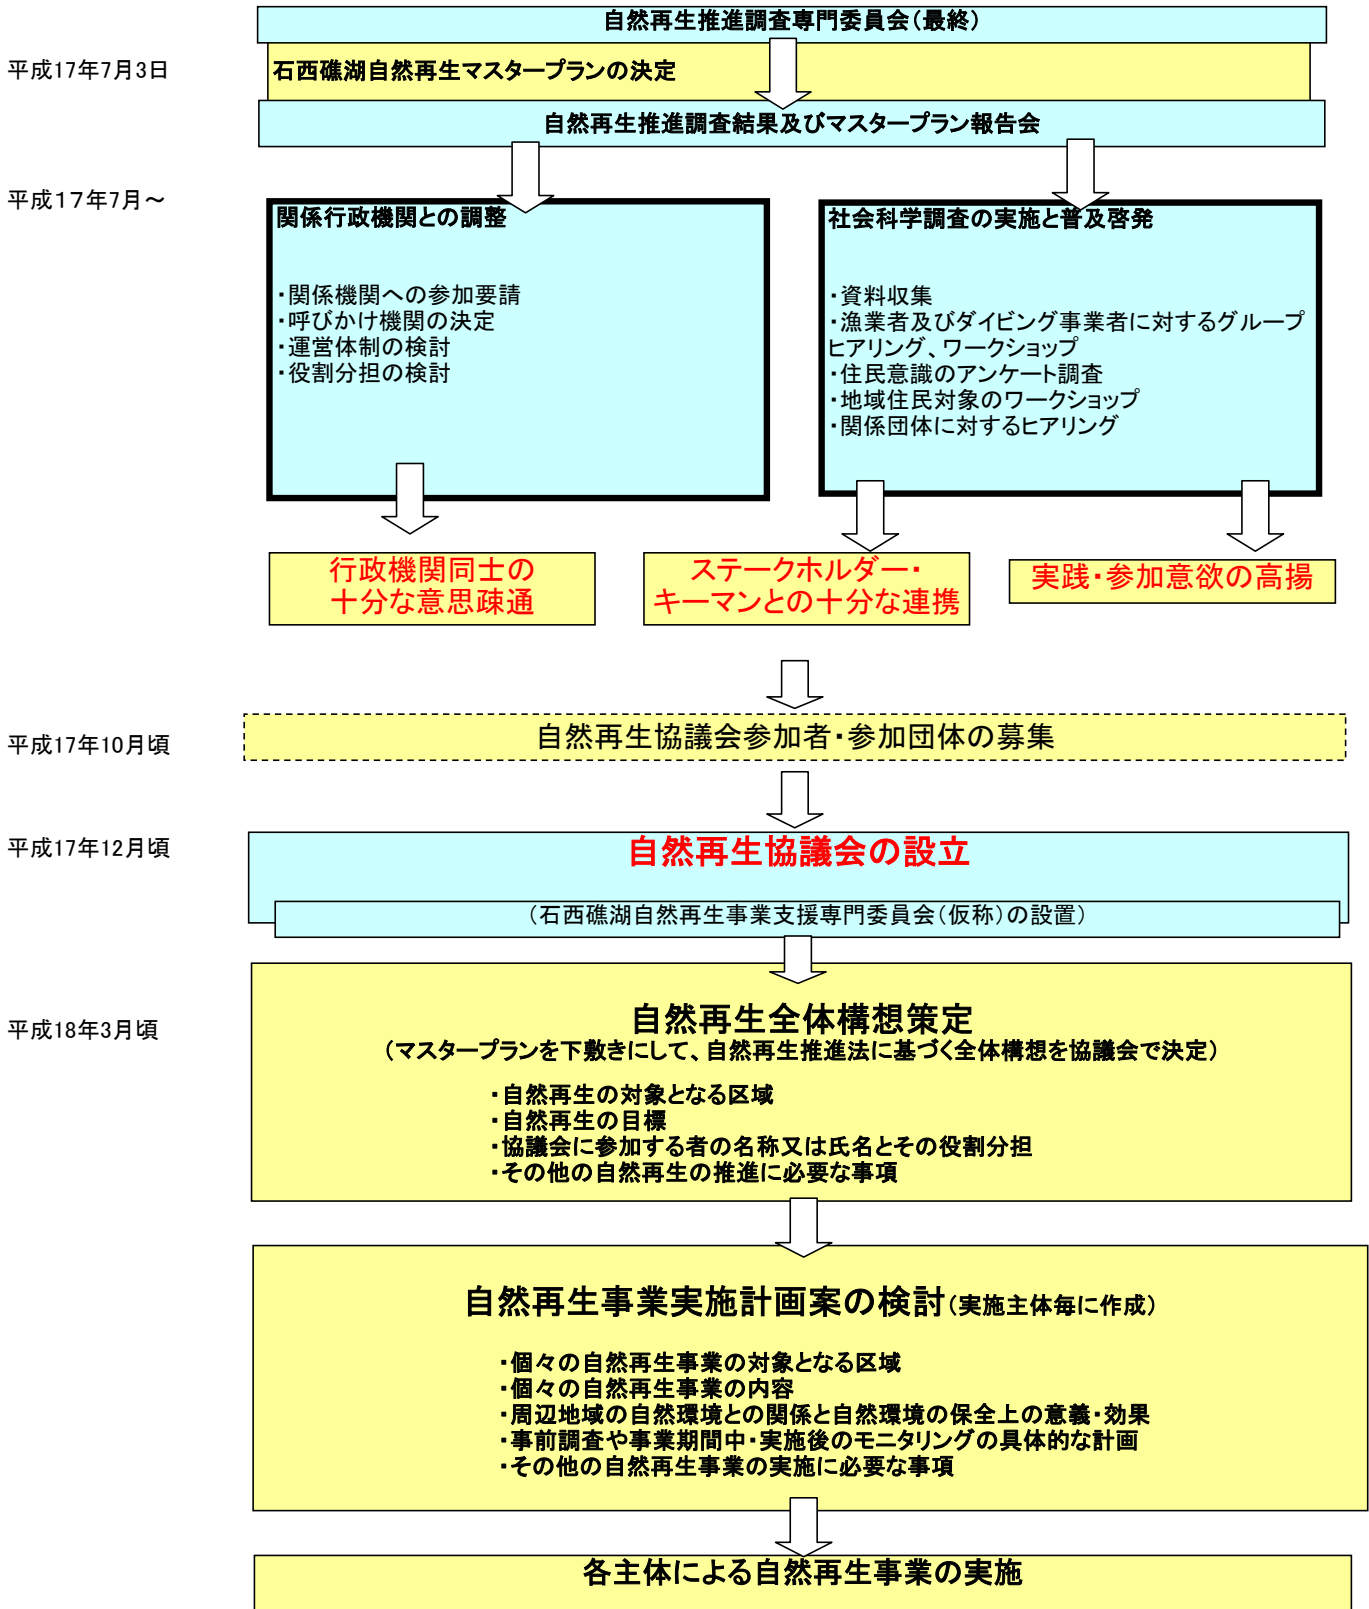 自然再生推進調査専門委員会(最終)
平成17年7月3日
石西礁湖自然再生マスタープランの決定
自然再生推進調査結果及びマスタープラン報告会
平成17年7月～
関係行政機関との調整
・関係機関への参加要請
・呼びかけ機関の決定
・運営体制の検討
・役割分担の検討
社会科学調査の実施と普及啓発
・資料収集
・漁業者及びダイビング事業者に対するグループ
ヒアリング、ワークショップ
・住民意識のアンケート調査
・地域住民対象のワークショップ
・関係団体に対するヒアリング
行政機関同士の
十分な意思疎通
ステークホルダー・
キーマンとの十分な連携
実践・参加意欲の高揚
平成17年10月頃
自然再生協議会参加者・参加団体の募集
平成17年12月頃
自然再生協議会の設立
(石西礁湖自然再生事業支援専門委員会(仮称)の設置)
平成18年3月頃
自然再生全体構想策定
(マスタープランを下敷きにして、自然再生推進法に基づく全体構想を協議会で決定)
・自然再生の対象となる区域
・自然再生の目標
・協議会に参加する者の名称又は氏名とその役割分担
・その他の自然再生の推進に必要な事項
自然再生事業実施計画案の検討(実施主体毎に作成)
・個々の自然再生事業の対象となる区域
・個々の自然再生事業の内容
・周辺地域の自然環境との関係と自然環境の保全上の意義・効果
・事前調査や事業期間中・実施後のモニタリングの具体的な計画
・その他の自然再生事業の実施に必要な事項
各主体による自然再生事業の実施